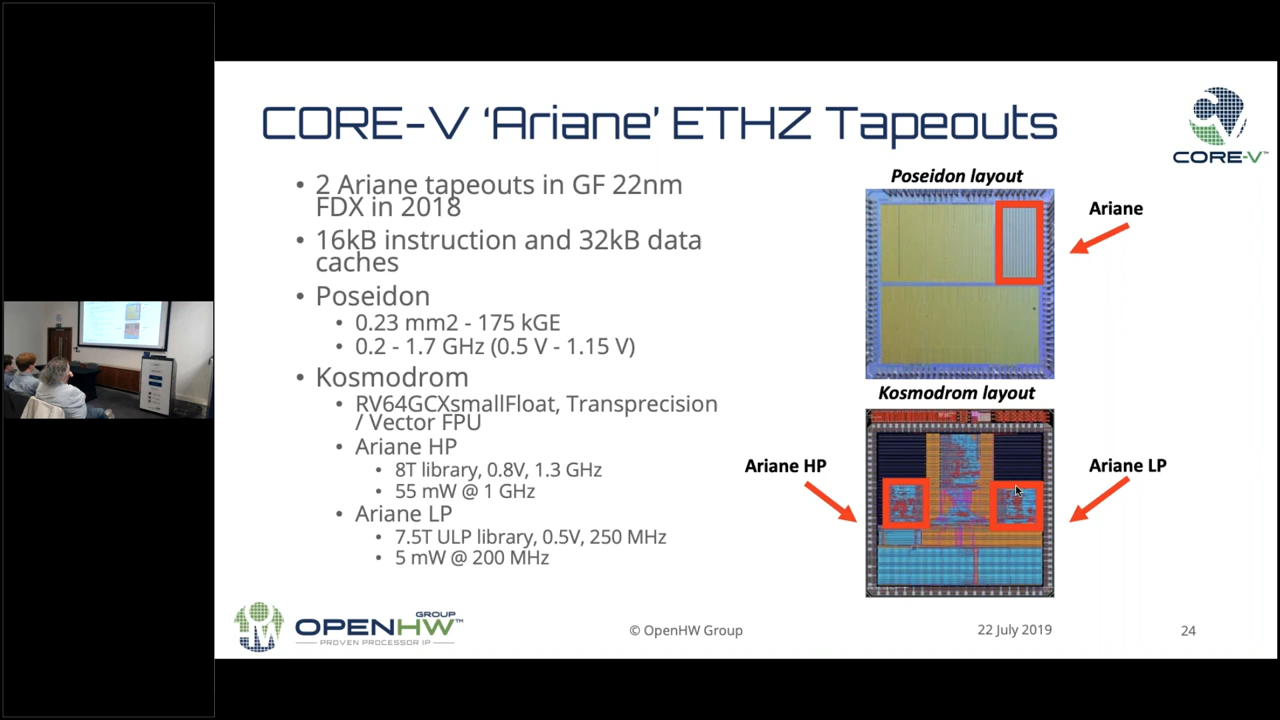 CORE-V 'Ariane' ETHZ Tapeouts
CORE-V™
• 2 Ariane tapeouts in GF 22nm
FDX in 2018
• 16kB instruction and 32kB data
caches
• Poseidon
• 0.23 mm2 - 175 kGE
• 0.2 - 1.7 GHz (0.5 V - 1.15 V)
• Kosmodrom
• RV64GCXsmallFloat, Transprecision
/ Vector FPU
• Ariane HP
• 8T library, 0.8V, 1.3 GHz
• 55 mW @ 1 GHz
• Ariane LP
• 7.5T ULP library, 0.5V, 250 MHz
• 5 mW @ 200 MHz
Poseidon layout
Ariane
Kosmodrom layout
Ariane HP
Ariane LP
GROUP
OPENHW™
PROVEN PROCESSOR IP
© OpenHW Group
22 July 2019
24